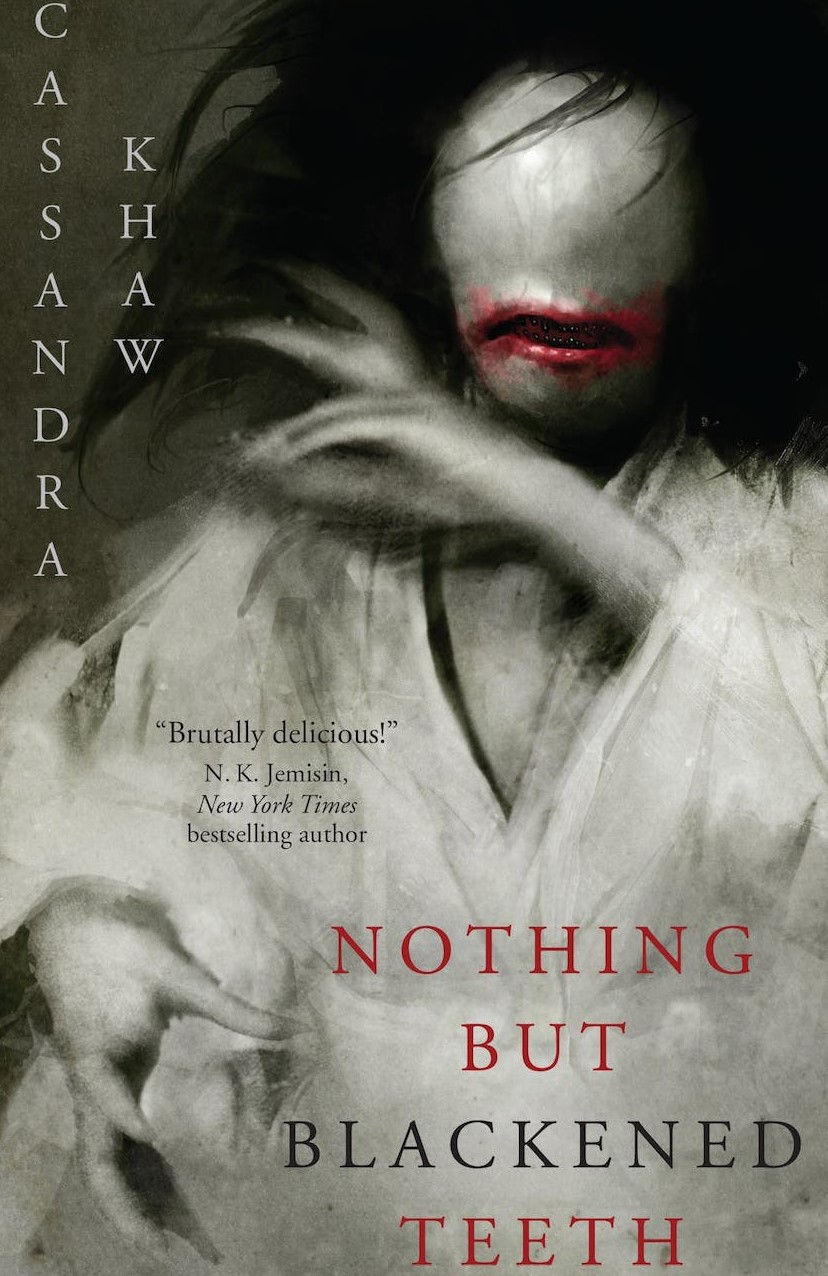 CASSANDRA
KHAW
“Brutally delicious!”
N. K. Jemisin,
New York Times
bestselling author
NOTHING
BUT
BLACKENED
TEETH